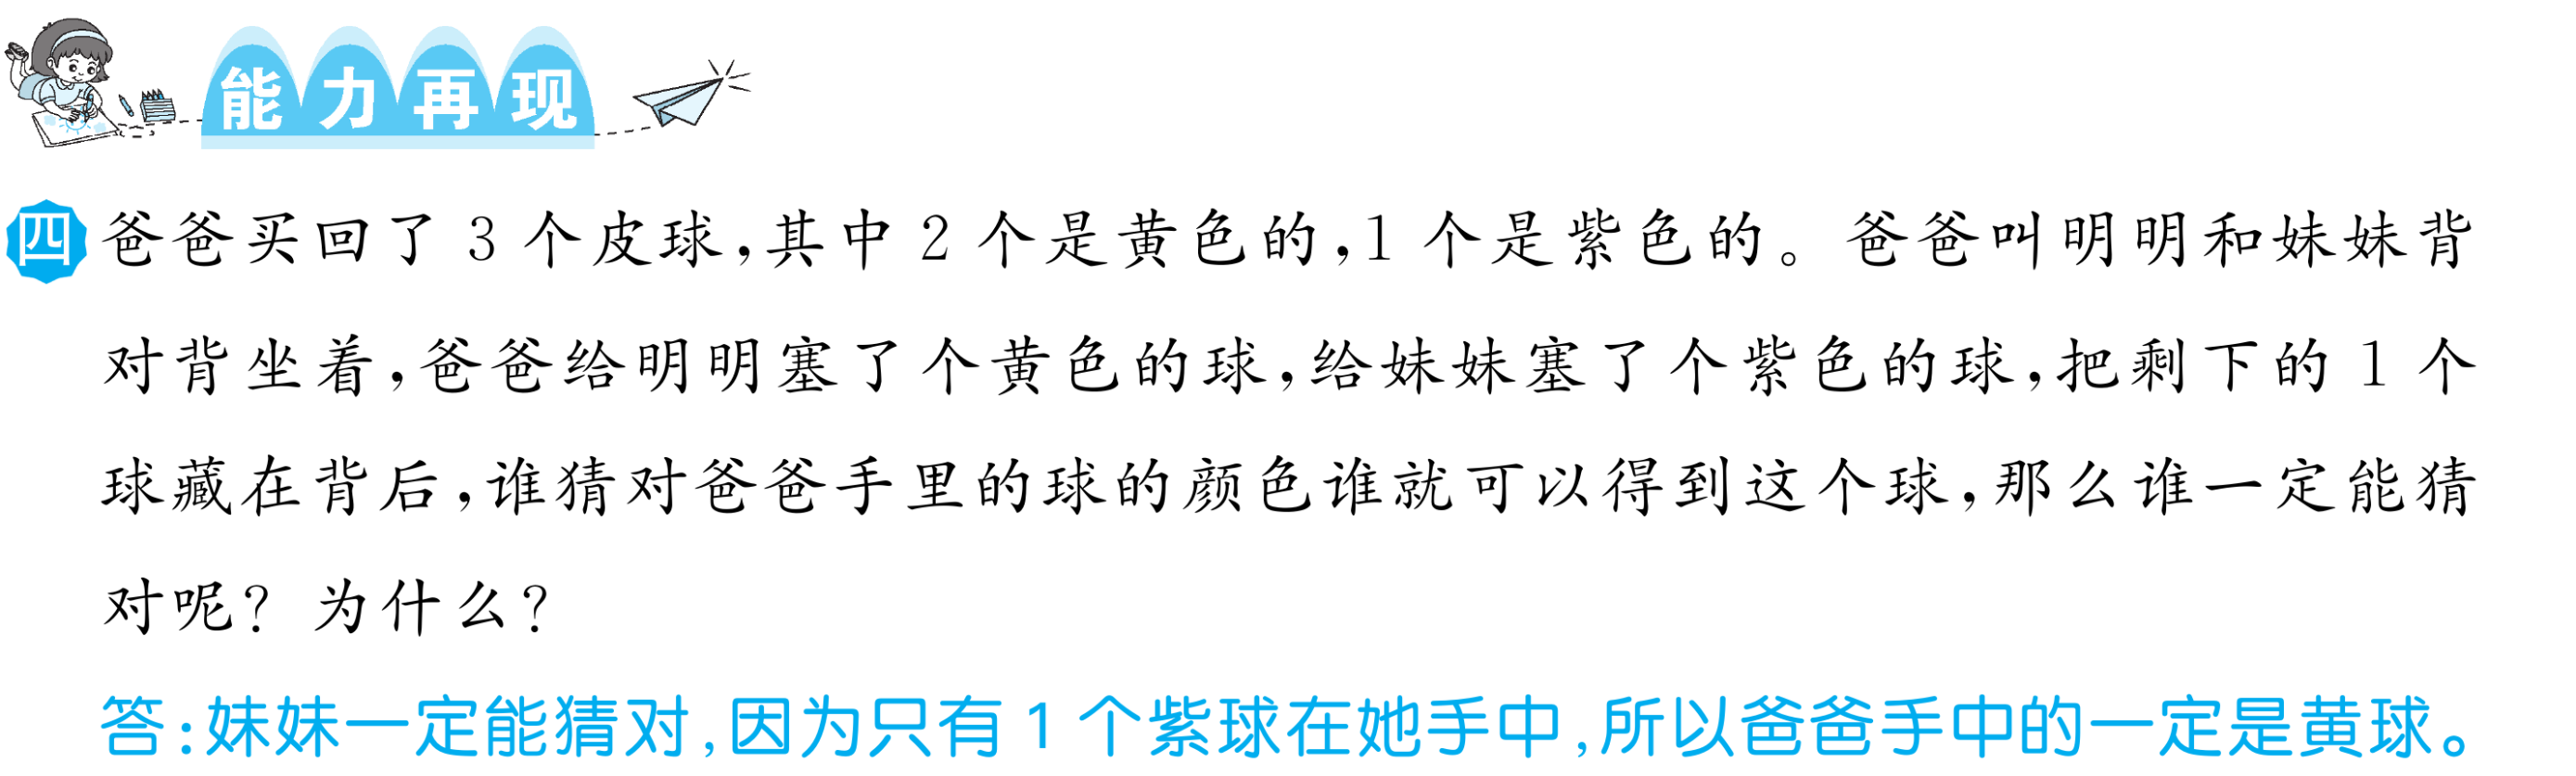 能力再现
四 爸爸买回了 3 个皮球,其中 2 个是黄色的,1 个是紫色的。爸爸叫明明和妹妹背
对背坐着,爸爸给明明塞了个黄色的球,给妹妹塞了个紫色的球,把剩下的 1 个
球藏在背后,谁猜对爸爸手里的球的颜色谁就可以得到这个球,那么谁一定能猜
对呢? 为什么?
答:妹妹一定能猜对,因为只有 1 个紫球在她手中,所以爸爸手中的一定是黄球。